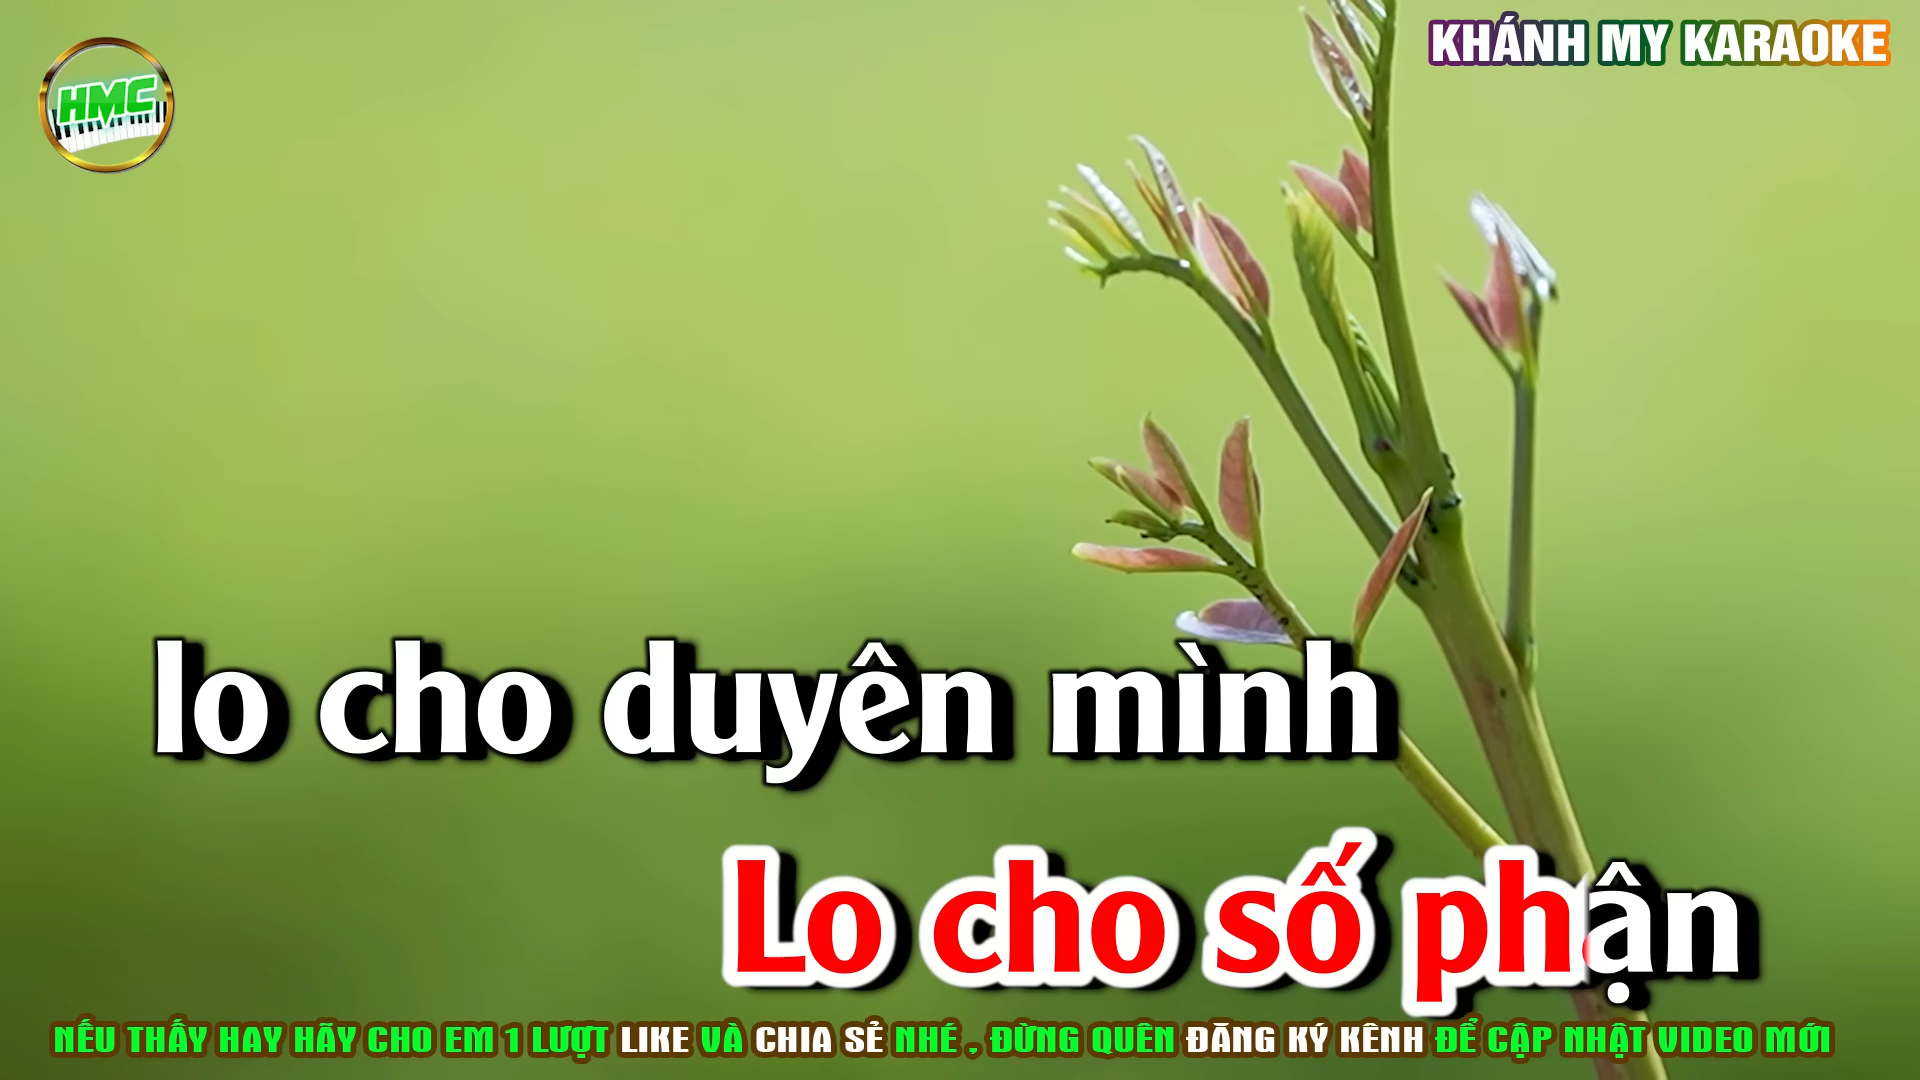 KHÁNH MY KARAOKE
HMC
lo cho duyên mình
Lo cho số phận
NẾU THẤY HAY HÃY CHO EM 1 LƯỢT LIKE VÀ CHIA SẺ NHÉ , ĐỪNG QUÊN ĐĂNG KÝ KÊNH ĐỂ CẬP NHẬT VIDEO MỚI